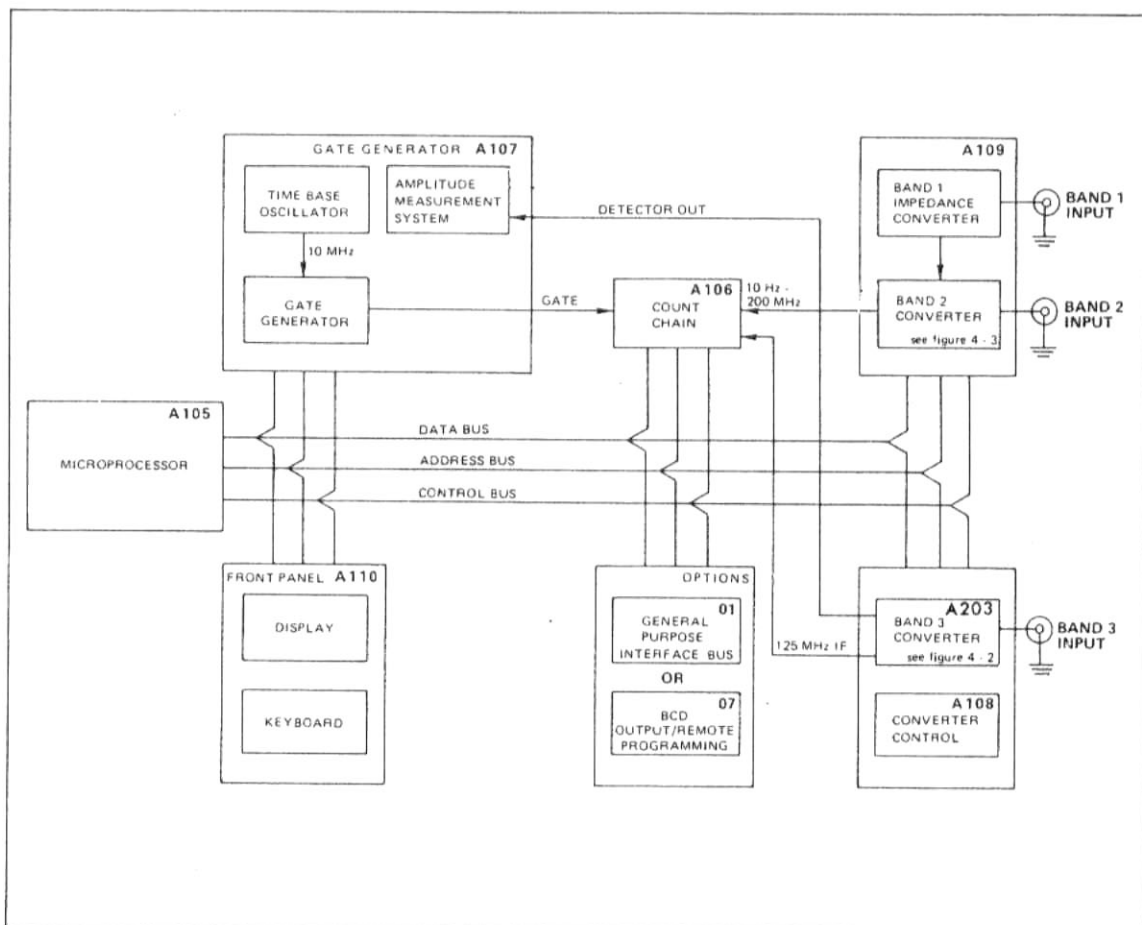 GATE GENERATOR A107
TIME BASE
OSCILLATOR
AMPLITUDE
MEASUREMENT
SYSTEM
10 MHz
GATE
GENERATOR
DETECTOR OUT
GATE
A106
COUNT
CHAIN
10 Hz -
200 MHz
A109
BAND 1
IMPEDANCE
CONVERTER
BAND 1
INPUT
BAND 2
CONVERTER
see figure 4 - 3
BAND 2
INPUT
A105
MICROPROCESSOR
DATA BUS
ADDRESS BUS
CONTROL BUS
FRONT PANEL A110
DISPLAY
KEYBOARD
OPTIONS
01
GENERAL
PURPOSE
INTERFACE BUS
OR
07
BCD
OUTPUT/REMOTE
PROGRAMMING
125 MHz IF
A203
BAND 3
CONVERTER
see figure 4 - 2
BAND 3
INPUT
A108
CONVERTER
CONTROL